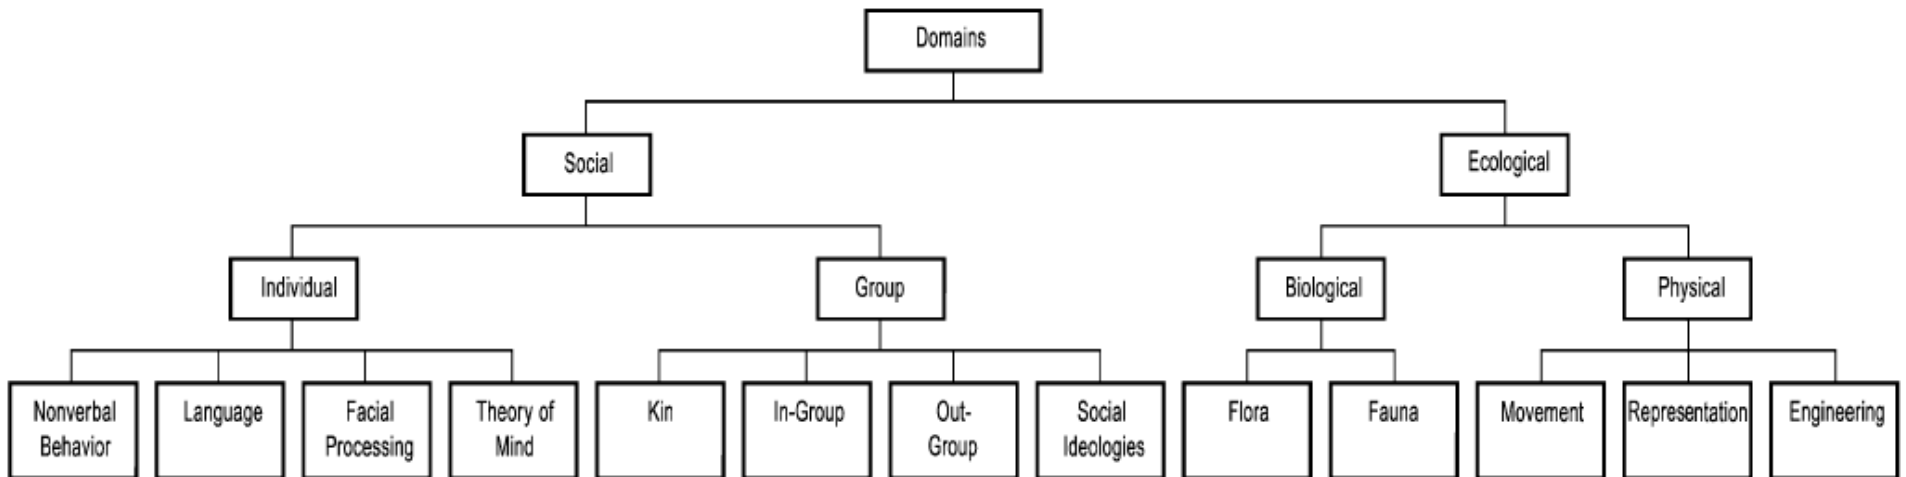 Domains
Social
Ecological
Individual
Group
Biological
Physical
Nonverbal
Behavior
Language
Facial
Processing
Theory of
Mind
Kin
In-Group
Out-
Group
Social
Ideologies
Flora
Fauna
Movement
Representation
Engineering